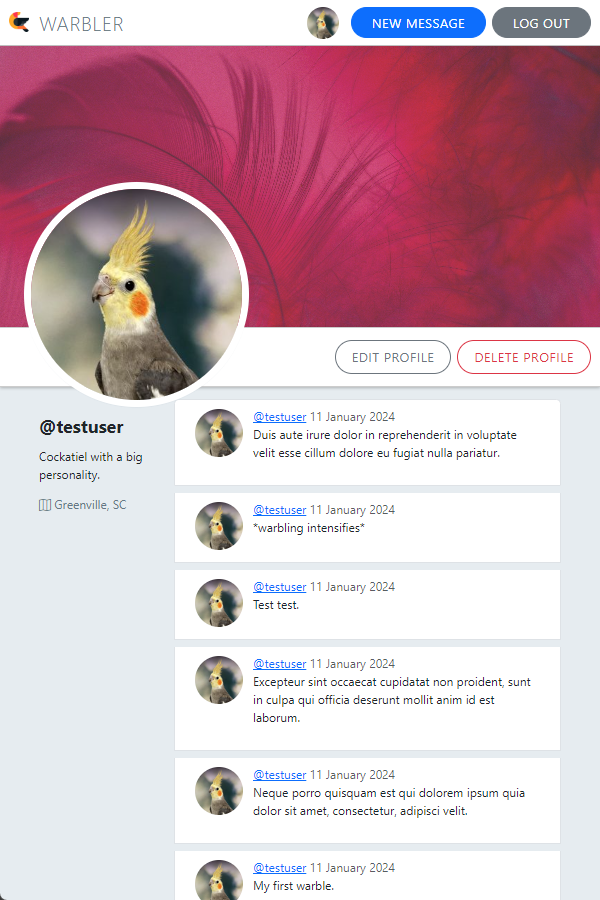 WARBLER
NEW MESSAGE
LOG OUT
EDIT PROFILE
DELETE PROFILE
@testuser
Cockatiel with a big
personality.
Greenville, SC
@testuser 11 January 2024
Duis aute irure dolor in reprehenderit in voluptate
velit esse cillum dolore eu fugiat nulla pariatur.
@testuser 11 January 2024
*warbling intensifies*
@testuser 11 January 2024
Test test.
@testuser 11 January 2024
Excepteur sint occaecat cupidatat non proident, sunt
in culpa qui officia deserunt mollit anim id est
laborum.
@testuser 11 January 2024
Neque porro quisquam est qui dolorem ipsum quia
dolor sit amet, consectetur, adipisci velit.
@testuser 11 January 2024
My first warble.